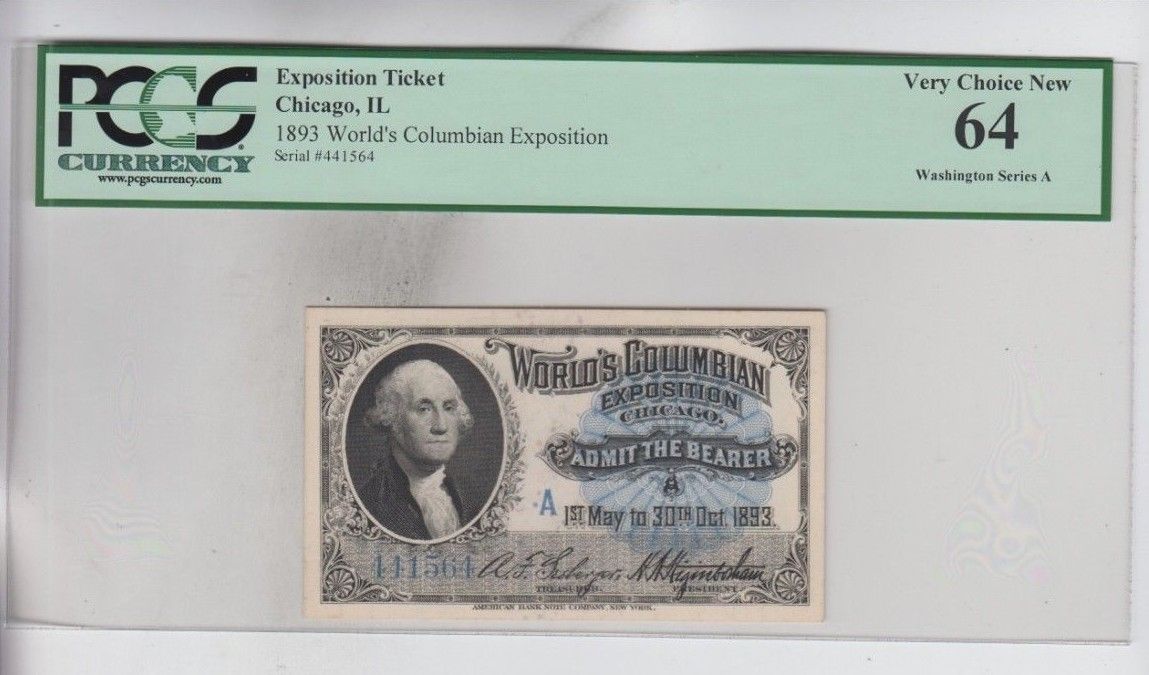 PCGS
CURRENCY
www.pcgscurrency.com
Exposition Ticket
Chicago, IL
1893 World's Columbian Exposition
Serial #441564
Very Choice New
64
Washington Series A
WORLD'S COLUMBIAN
EXPOSITION
CHICAGO.
ADMIT THE BEARER
A
1ST May to 30TH Oct. 1893.
441564
TREASURER.
PRESIDENT
AMERICAN BANK NOTE COMPANY, NEW YORK.